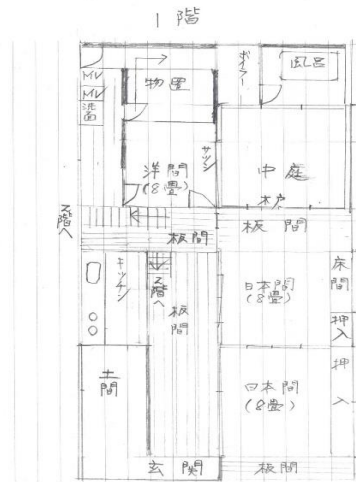 1階
物置
ボイラー
風呂
洗面
洋間
(8畳)
サッシ
中庭
木戸
2階へ
板間
板間
キッチン
2階へ
板間
日本間
(8畳)
床間
押入
土間
日本間
(8畳)
押入
玄関
板間